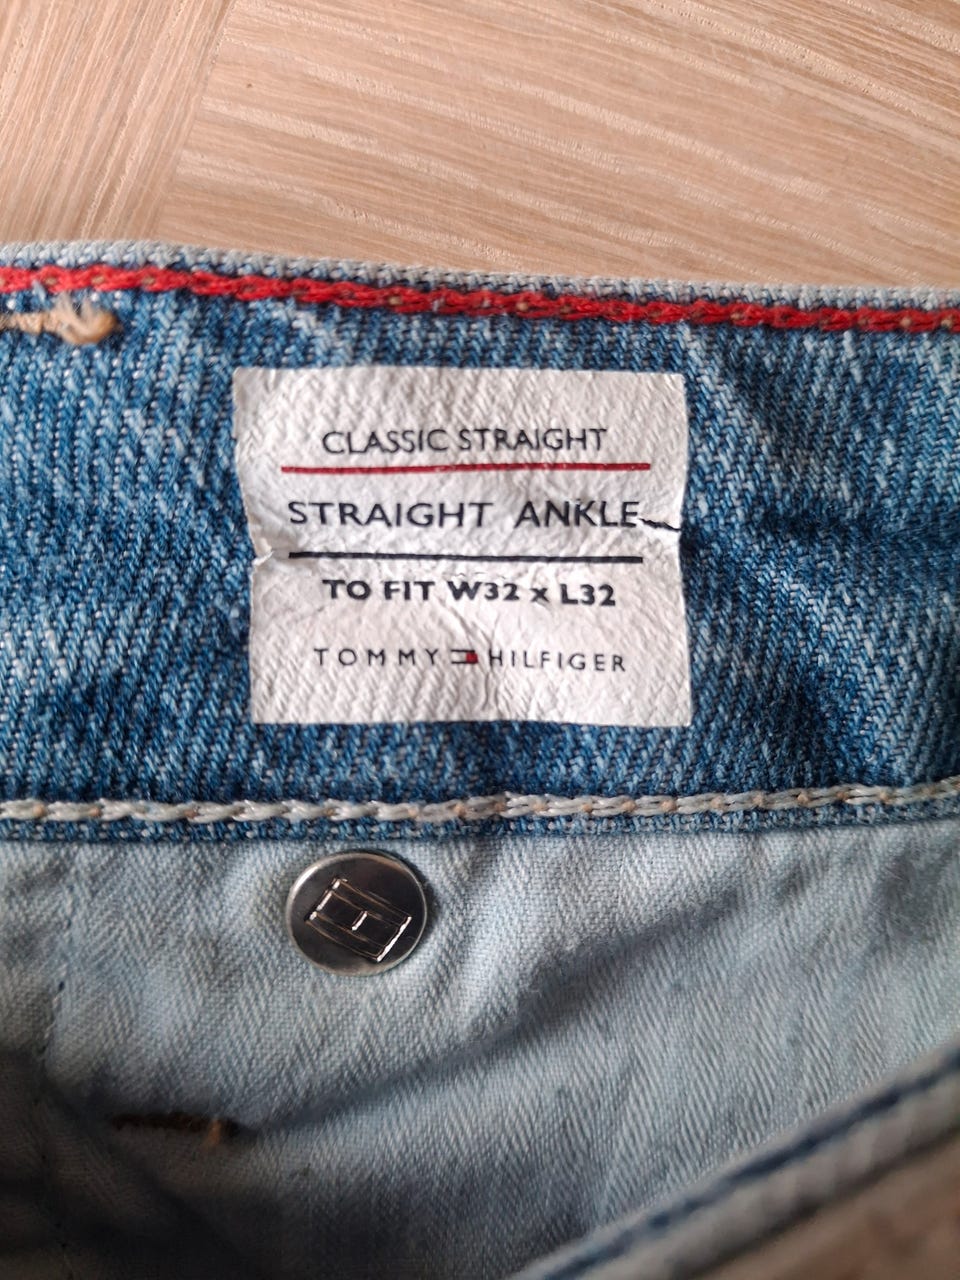 CLASSIC STRAIGHT
STRAIGHT ANKLE
TO FIT W32 x L32
TOMMY HILFIGER